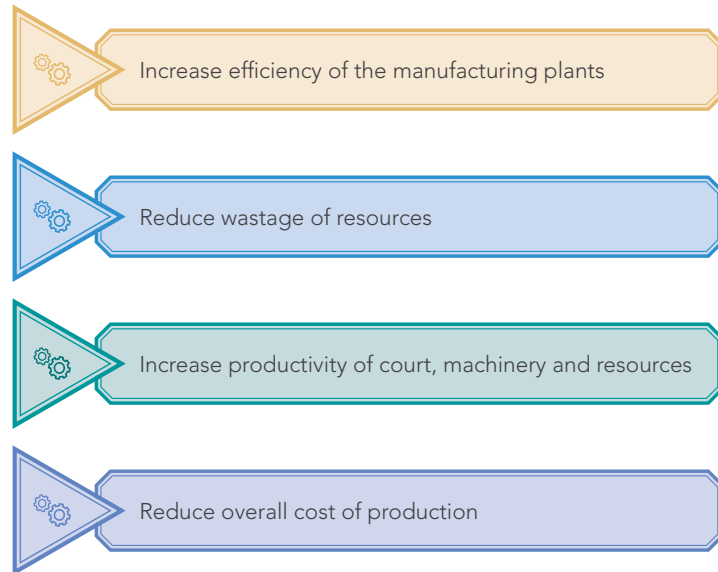 Increase efficiency of the manufacturing plants
Reduce wastage of resources
Increase productivity of court, machinery and resources
Reduce overall cost of production